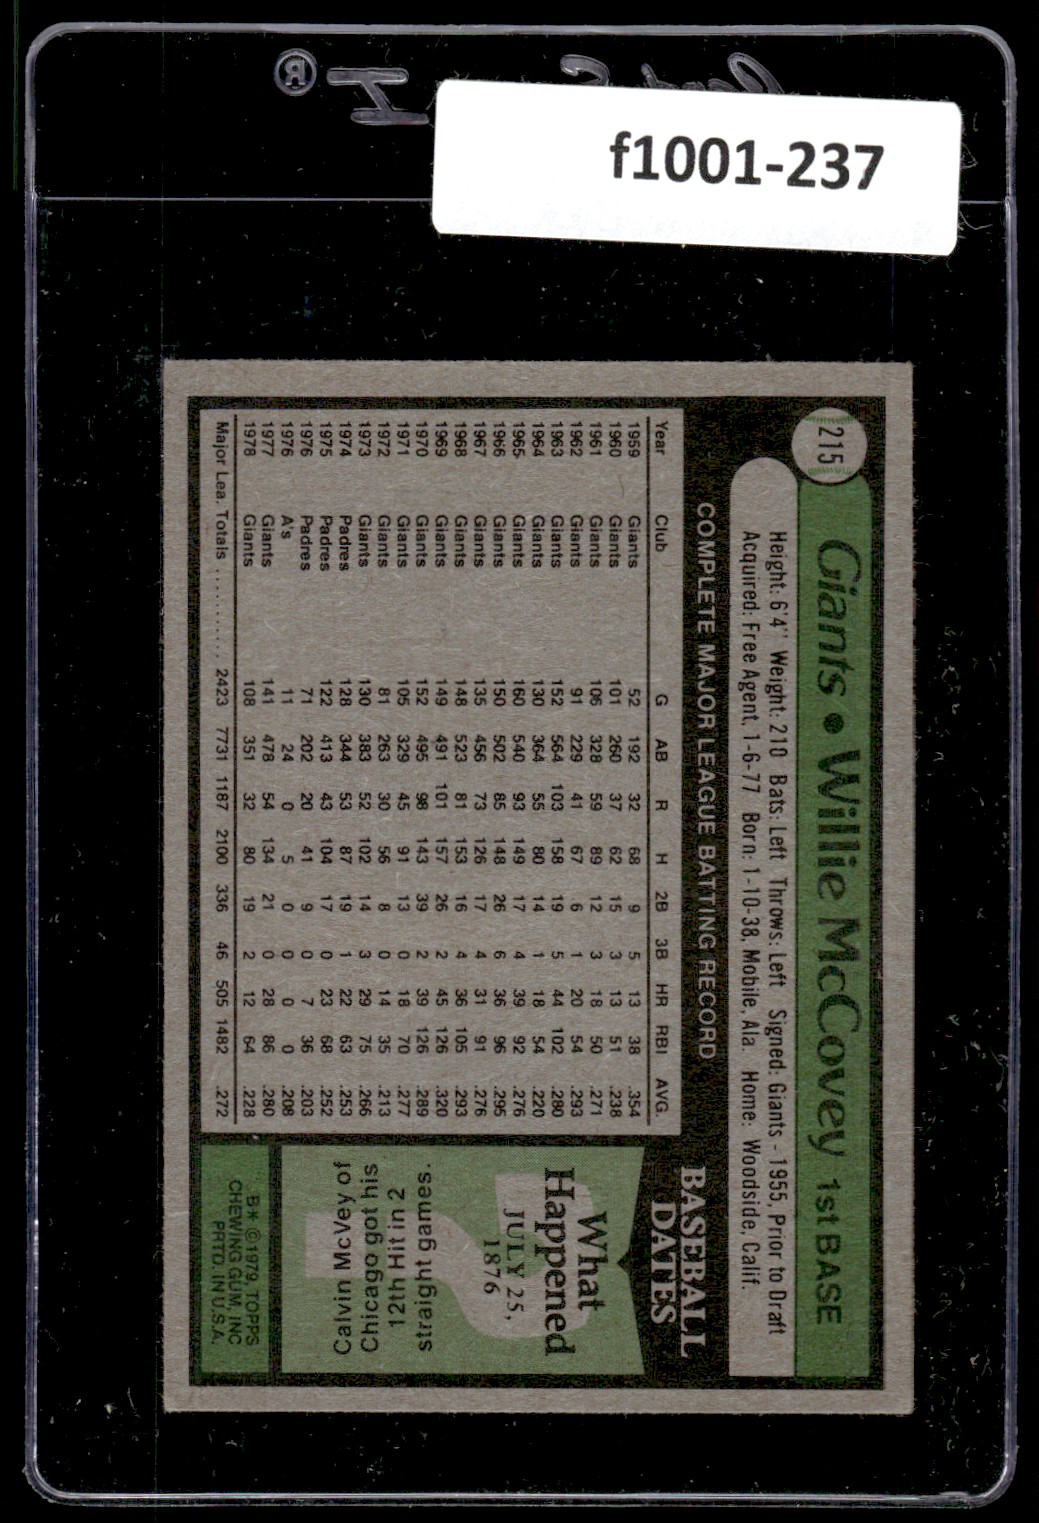 f1001-237
215
Giants • Willie McCovey 1st BASE
Height: 6'4" Weight: 210 Bats: Left Throws: Left Signed: Giants - 1955, Prior to Draft
Acquired: Free Agent, 1-6-77 Born: 1-10-38, Mobile, Ala. Home: Woodside, Calif.
COMPLETE MAJOR LEAGUE BATTING RECORD
Year Club G AB R H 2B 3B HR RBI AVG.
1959 Giants 52 192 32 68 9 5 13 38 .354
1960 Giants 101 260 37 62 15 3 13 51 .238
1961 Giants 106 328 59 89 12 3 18 50 .271
1962 Giants 91 229 41 67 6 1 20 54 .293
1963 Giants 152 564 103 158 19 5 44 102 .280
1964 Giants 130 364 55 80 14 1 18 54 .220
1965 Giants 160 540 93 149 17 4 39 92 .276
1966 Giants 150 502 85 148 26 6 36 96 .295
1967 Giants 135 456 73 126 17 4 31 91 .276
1968 Giants 148 523 81 153 16 4 36 105 .293
1969 Giants 149 491 101 157 26 2 45 126 .320
1970 Giants 152 495 98 143 39 2 39 126 .289
1971 Giants 105 329 45 91 13 0 18 70 .277
1972 Giants 81 263 30 56 8 0 14 35 .213
1973 Giants 130 383 52 102 14 3 29 75 .266
1974 Padres 128 344 53 87 19 1 22 63 .253
1975 Padres 122 413 43 104 17 0 23 68 .252
1976 Padres 71 202 20 41 9 0 7 36 .203
1976 A's 11 24 0 5 0 0 0 0 .208
1977 Giants 141 478 54 134 21 0 28 86 .280
1978 Giants 108 351 32 80 19 2 12 64 .228
Major Lea. Totals .......... 2423 7731 1187 2100 336 46 505 1482 .272
BASEBALL
DATES
What
Happened
JULY 25,
1876
?
Calvin McVey of
Chicago got his
12th Hit in 2
straight games.
B* ©1979, TOPPS
CHEWING GUM, INC
PRTD. IN U.S.A.